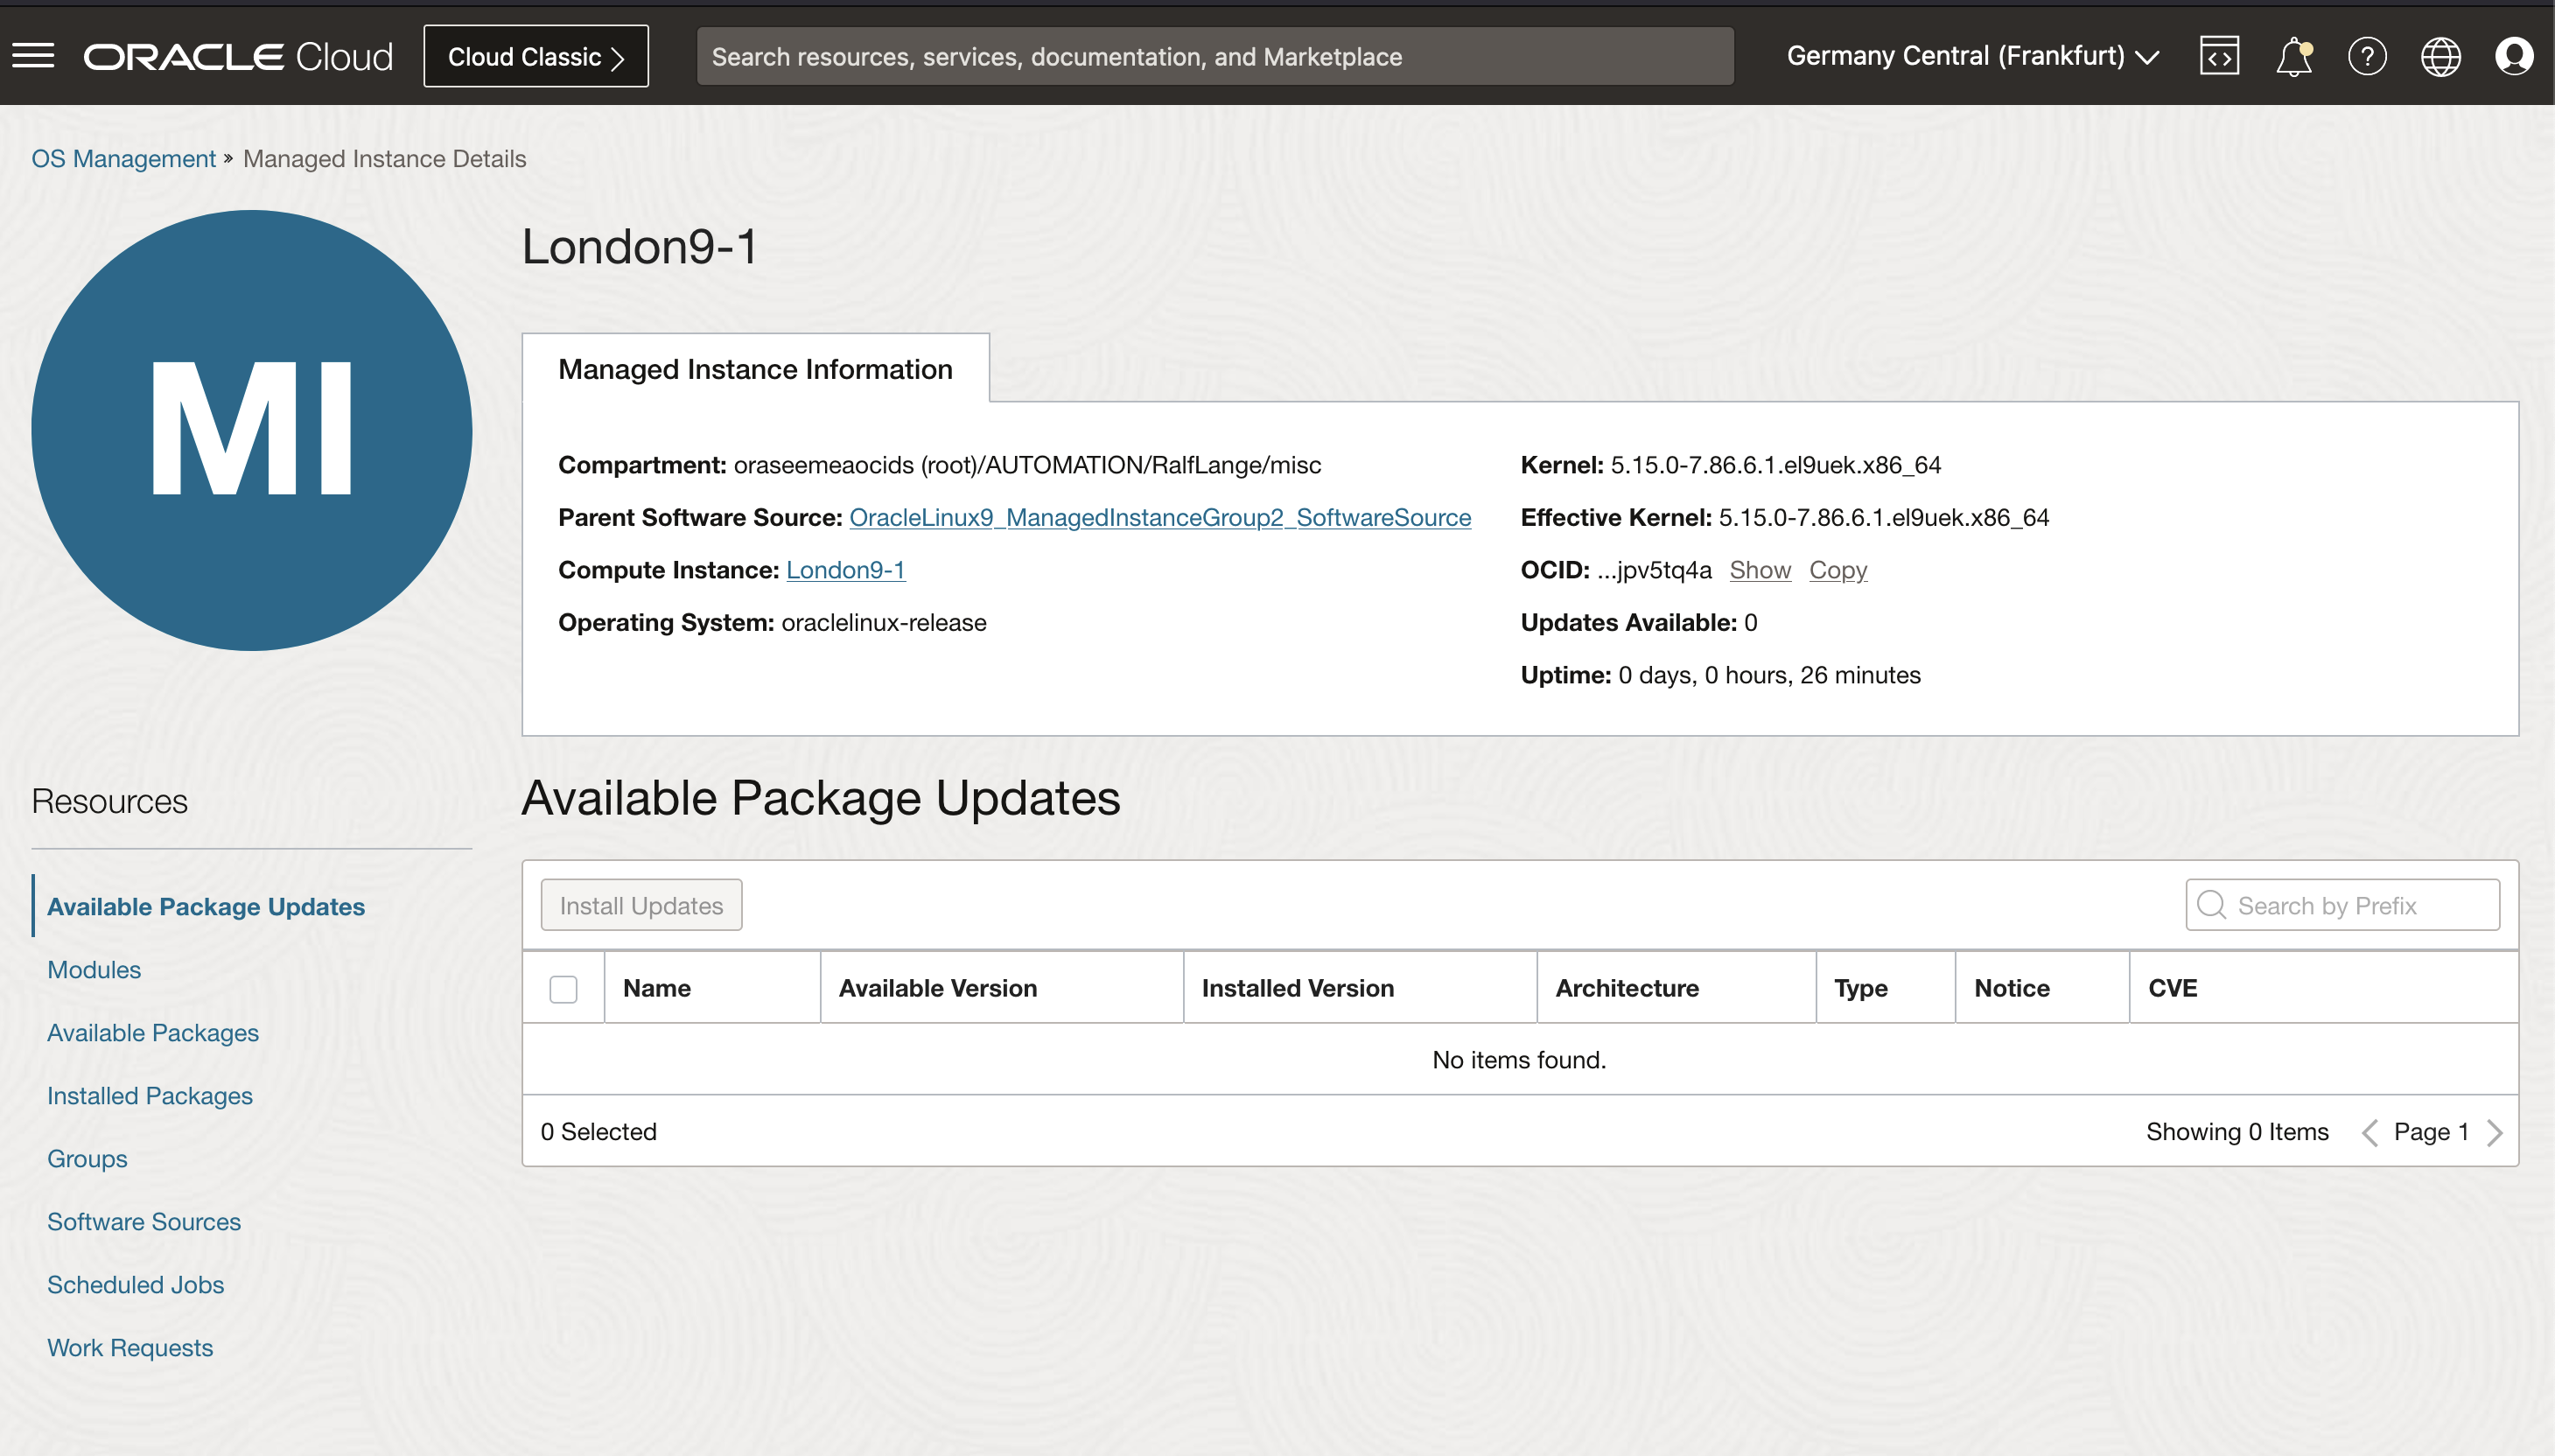 ORACLE Cloud
Cloud Classic
Search resources, services, documentation, and Marketplace
Germany Central (Frankfurt)
OS Management » Managed Instance Details
MI
London9-1
Managed Instance Information
Compartment: oraseemeaocids (root)/AUTOMATION/RalfLange/misc
Parent Software Source: OracleLinux9_ManagedInstanceGroup2_SoftwareSource
Compute Instance: London9-1
Operating System: oraclelinux-release
Kernel: 5.15.0-7.86.6.1.el9uek.x86_64
Effective Kernel: 5.15.0-7.86.6.1.el9uek.x86_64
OCID: ...jpv5tq4a Show Copy
Updates Available: 0
Uptime: 0 days, 0 hours, 26 minutes
Resources
Available Package Updates
Modules
Available Packages
Installed Packages
Groups
Software Sources
Scheduled Jobs
Work Requests
Available Package Updates
Install Updates
Search by Prefix
Name Available Version Installed Version Architecture Type Notice CVE
No items found.
0 Selected
Showing 0 Items
Page 1